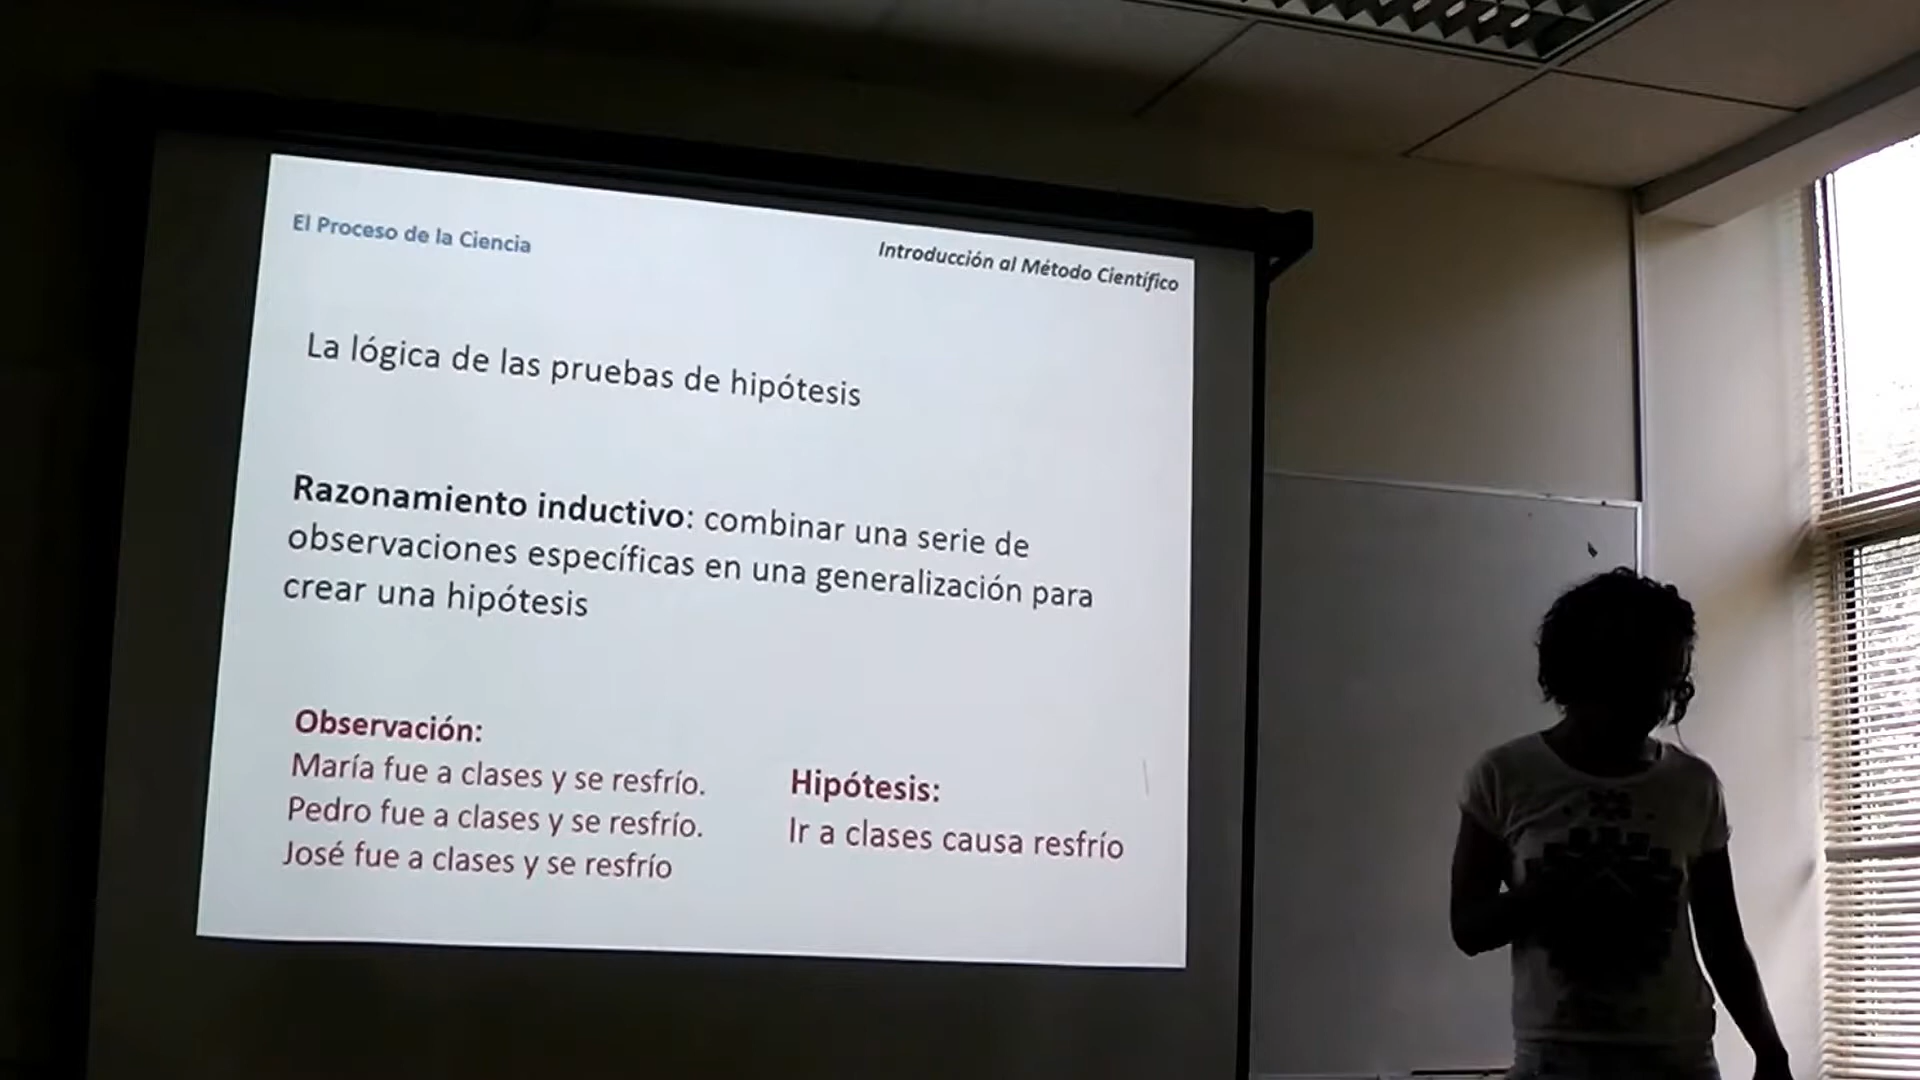 El Proceso de la Ciencia
Introducción al Método Científico
La lógica de las pruebas de hipótesis
Razonamiento inductivo: combinar una serie de
observaciones específicas en una generalización para
crear una hipótesis
Observación:
María fue a clases y se resfrío.
Pedro fue a clases y se resfrío.
José fue a clases y se resfrío
Hipótesis:
Ir a clases causa resfrío